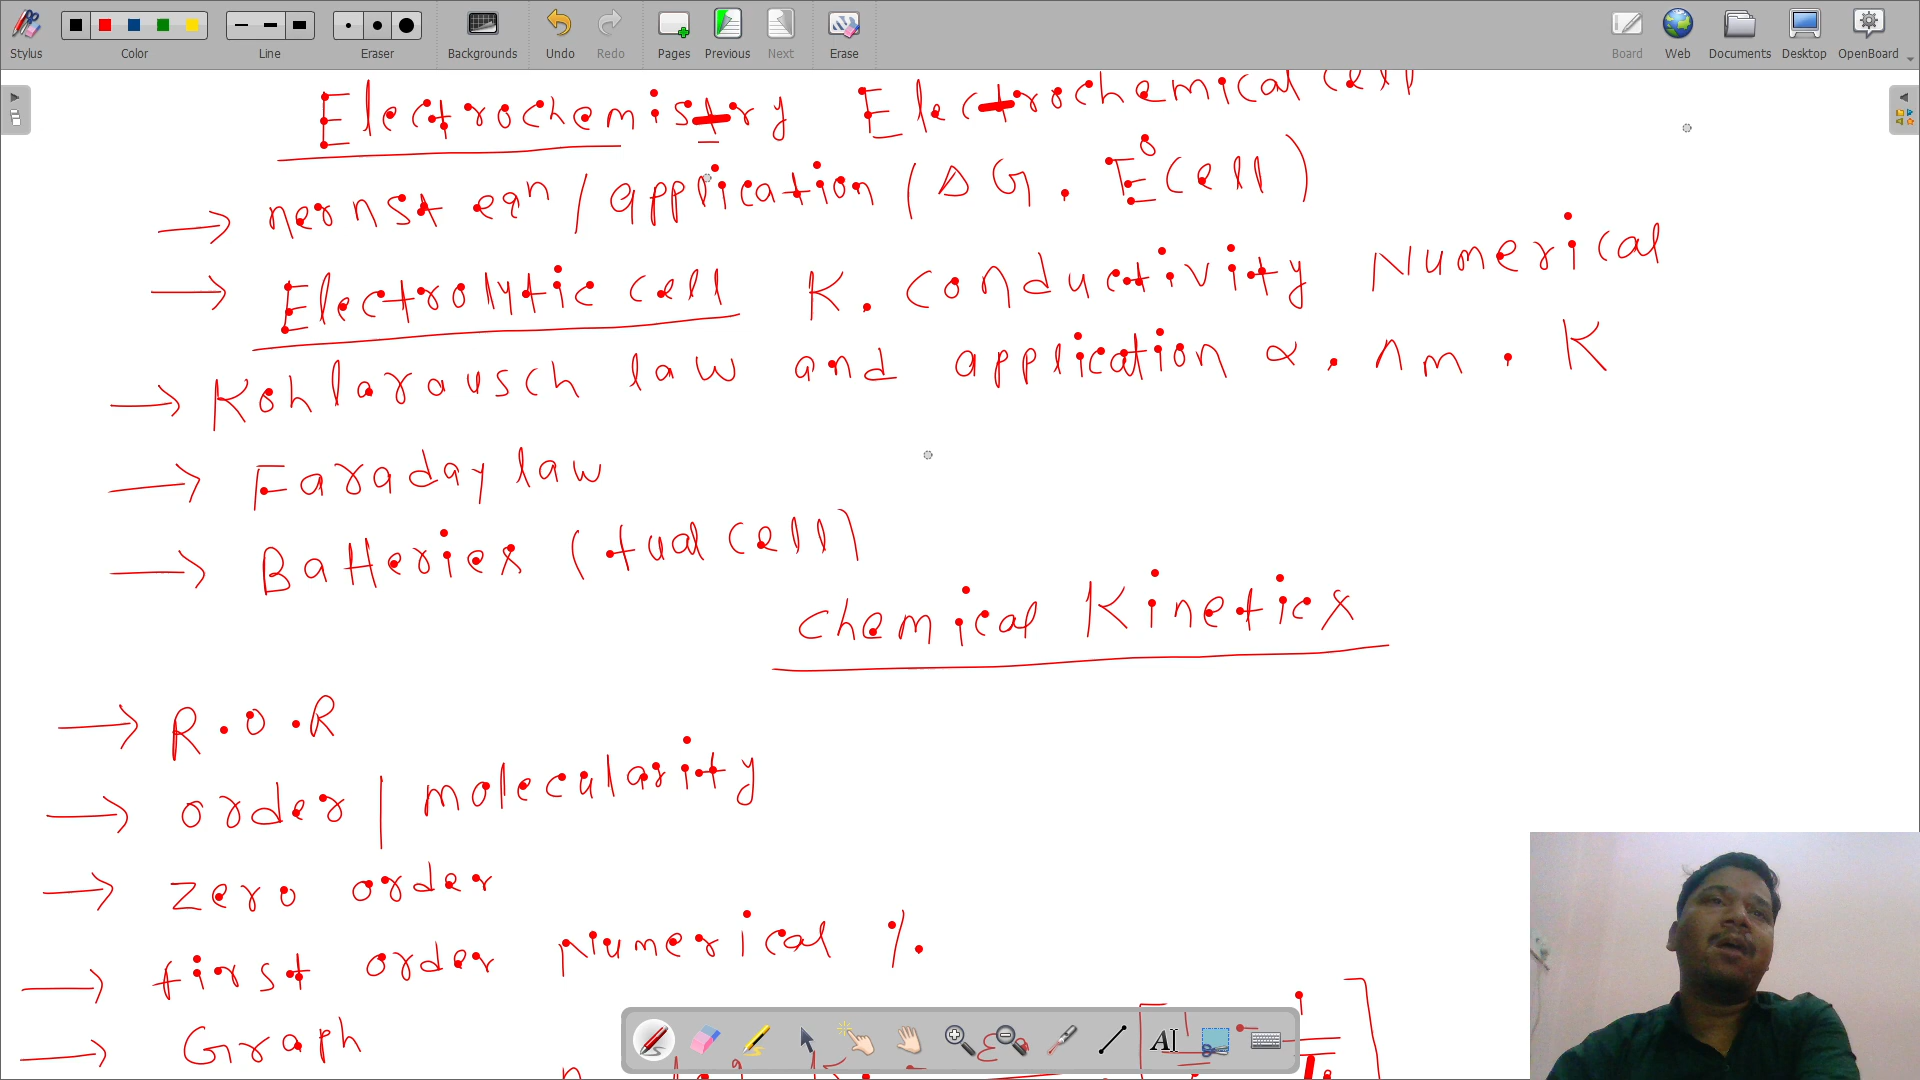 Stylus Color Line Eraser Backgrounds Undo Redo Pages Previous Next Erase Board Web Documents Desktop OpenBoard
Electrochemistry Electrochemical cell
→ nernst eqn / application ( ΔG . E⁰cell )
→ Electrolytic cell K. conductivity Numerical
→ Kohlarausch law and application α . Λm . K
→ Faraday law
→ Batteries ( fual cell )
Chemical Kinetics
→ R.O.R
→ order / molecularity
→ Zero order
→ first order Numerical %.
→ Graph